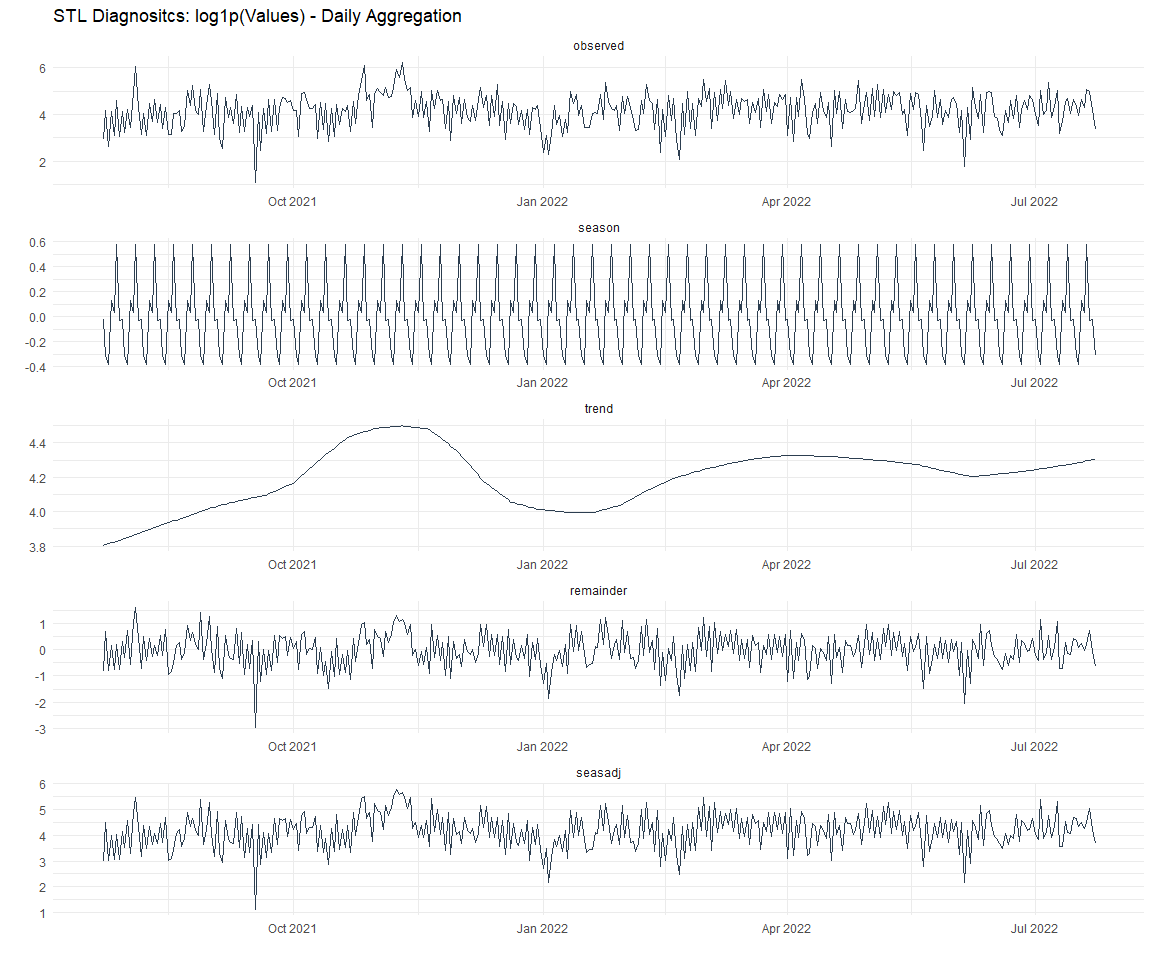 STL Diagnositcs: log1p(Values) - Daily Aggregation
observed
6
4
2
Oct 2021 Jan 2022 Apr 2022 Jul 2022
season
0.6
0.4
0.2
0.0
-0.2
-0.4
Oct 2021 Jan 2022 Apr 2022 Jul 2022
trend
4.4
4.2
4.0
3.8
Oct 2021 Jan 2022 Apr 2022 Jul 2022
remainder
1
0
-1
-2
-3
Oct 2021 Jan 2022 Apr 2022 Jul 2022
seasadj
6
5
4
3
2
1
Oct 2021 Jan 2022 Apr 2022 Jul 2022